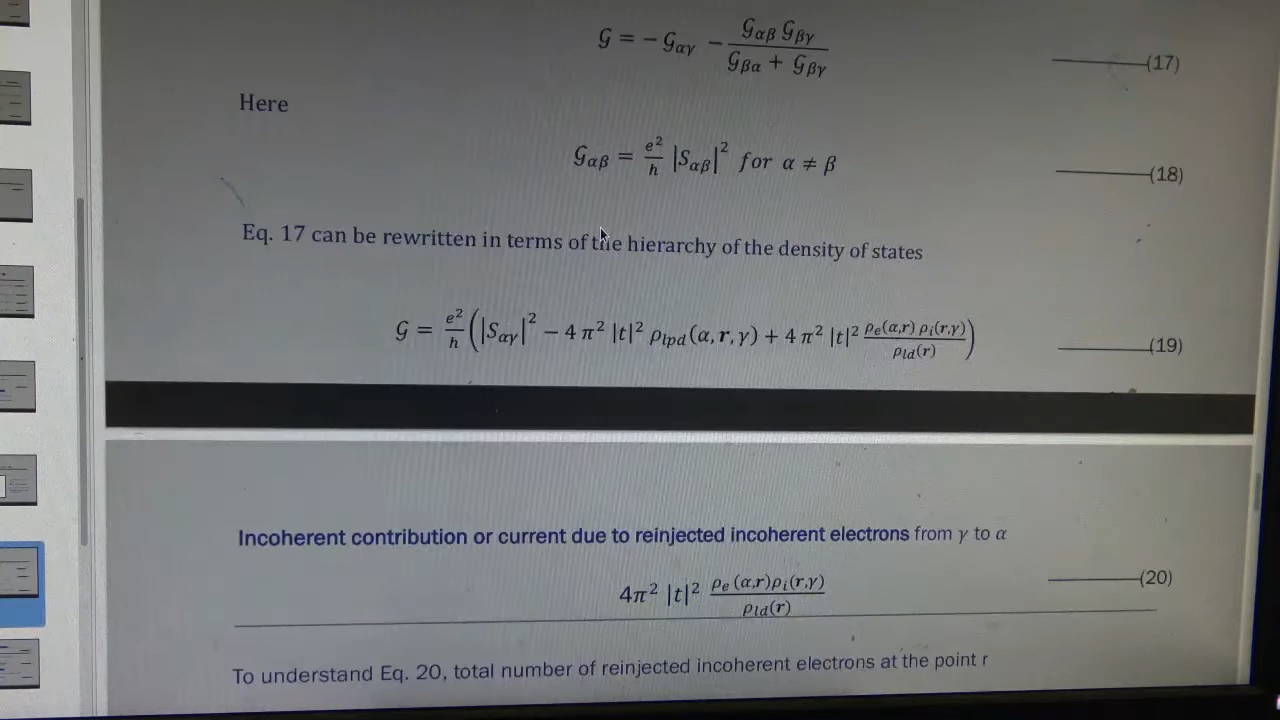 𝒢 = − 𝒢αγ − 𝒢αβ 𝒢βγ / 𝒢βα + 𝒢βγ ———(17)
Here
𝒢αβ = e²/h |Sαβ|² for α ≠ β ———(18)
Eq. 17 can be rewritten in terms of the hierarchy of the density of states
𝒢 = e²/h (|Sαγ|² − 4 π² |t|² ρlpd(α, r, γ) + 4 π² |t|² ρe(α,r) ρi(r,γ) / ρld(r)) ———(19)
Incoherent contribution or current due to reinjected incoherent electrons from γ to α
4π² |t|² ρe (α,r)ρi(r,γ) / ρld(r) ———(20)
To understand Eq. 20, total number of reinjected incoherent electrons at the point r